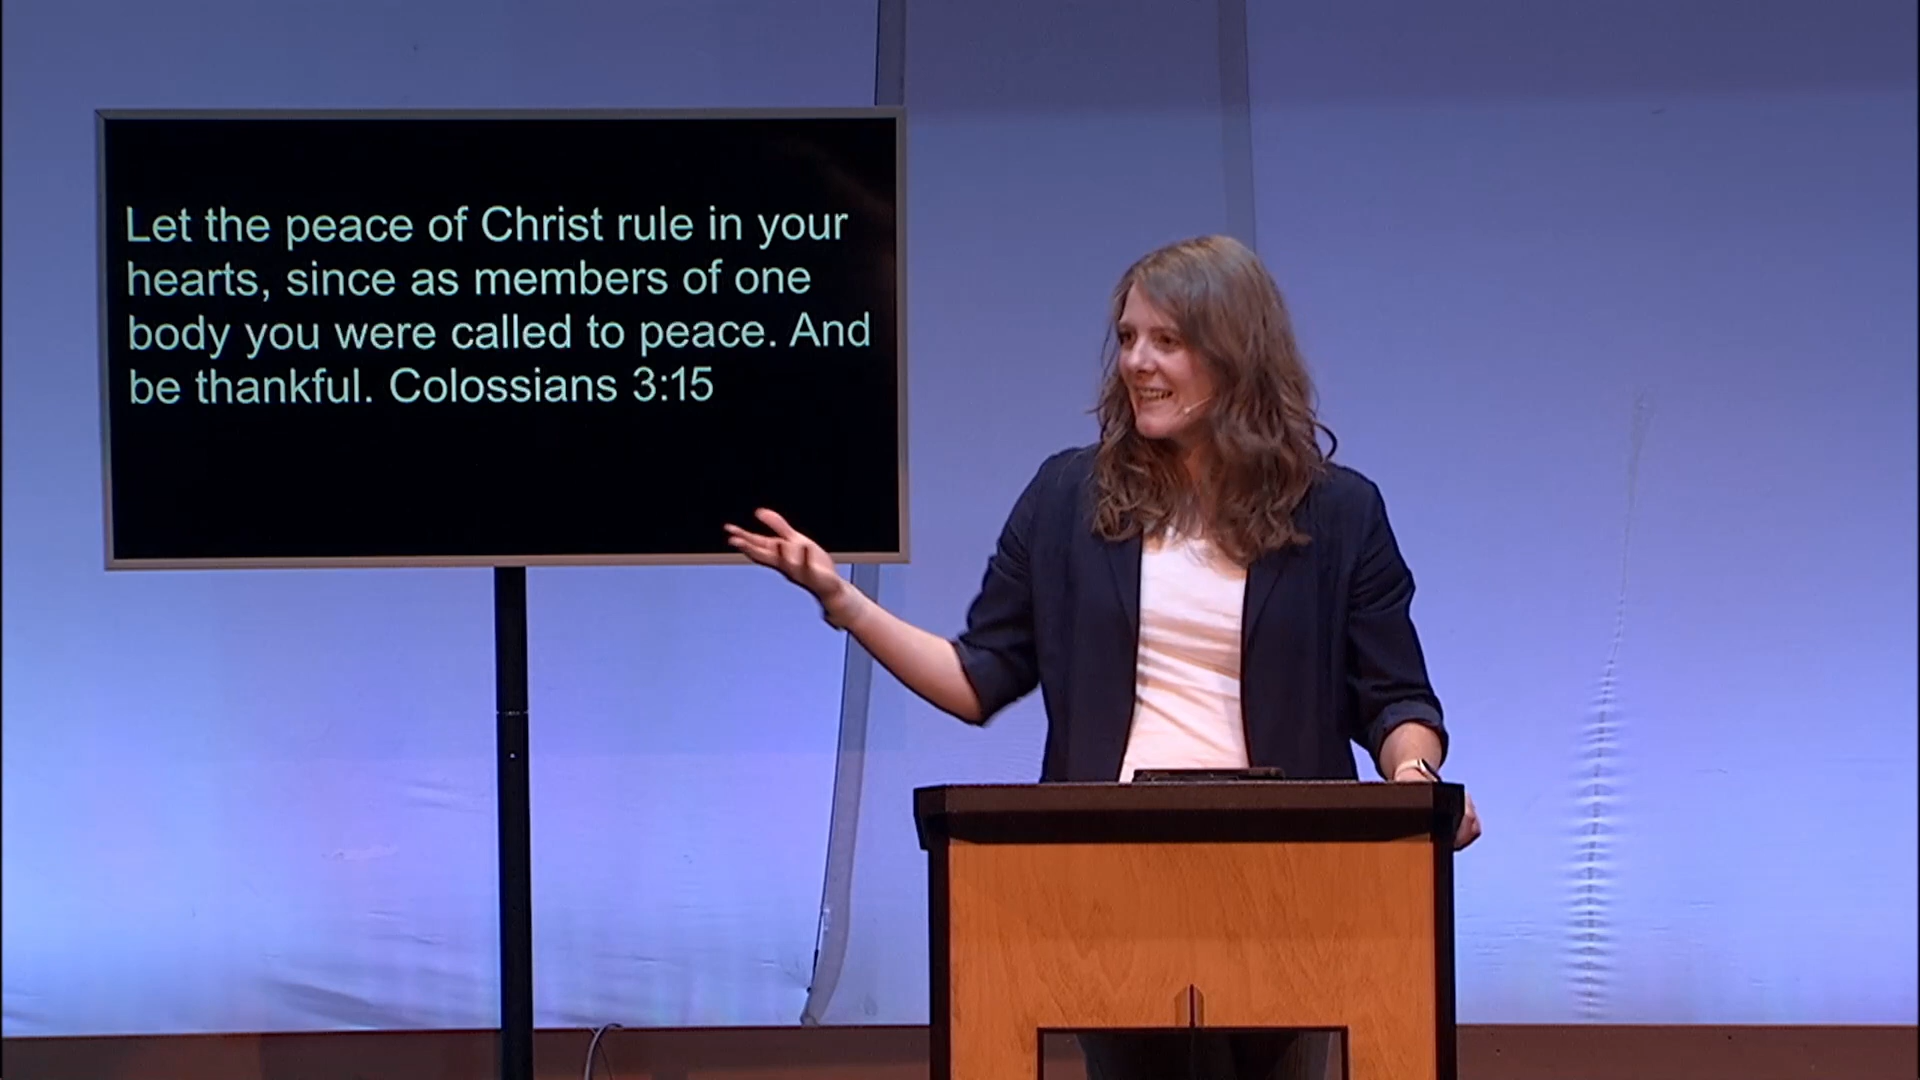 Let the peace of Christ rule in your
hearts, since as members of one
body you were called to peace. And
be thankful. Colossians 3:15